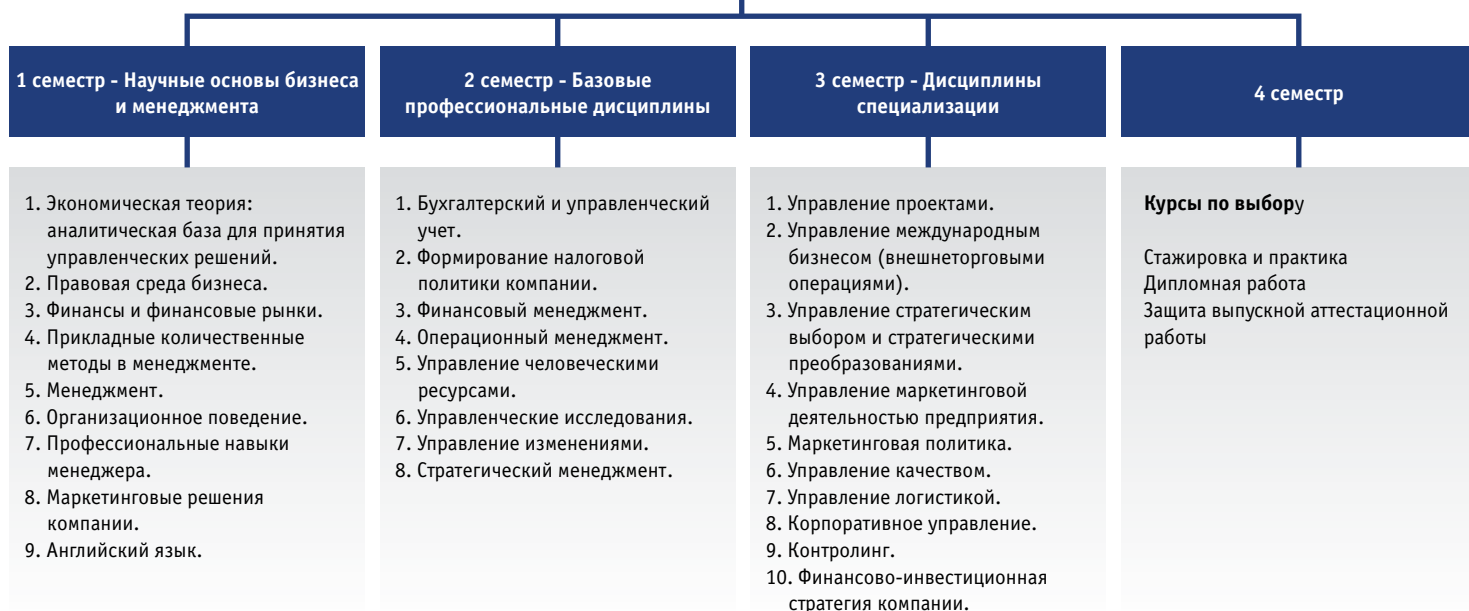 1 семестр - Научные основы бизнеса
и менеджмента
1. Экономическая теория:
аналитическая база для принятия
управленческих решений.
2. Правовая среда бизнеса.
3. Финансы и финансовые рынки.
4. Прикладные количественные
методы в менеджменте.
5. Менеджмент.
6. Организационное поведение.
7. Профессиональные навыки
менеджера.
8. Маркетинговые решения
компании.
9. Английский язык.
2 семестр - Базовые
профессиональные дисциплины
1. Бухгалтерский и управленческий
учет.
2. Формирование налоговой
политики компании.
3. Финансовый менеджмент.
4. Операционный менеджмент.
5. Управление человеческими
ресурсами.
6. Управленческие исследования.
7. Управление изменениями.
8. Стратегический менеджмент.
3 семестр - Дисциплины
специализации
1. Управление проектами.
2. Управление международным
бизнесом (внешнеторговыми
операциями).
3. Управление стратегическим
выбором и стратегическими
преобразованиями.
4. Управление маркетинговой
деятельностью предприятия.
5. Маркетинговая политика.
6. Управление качеством.
7. Управление логистикой.
8. Корпоративное управление.
9. Контролинг.
10. Финансово-инвестиционная
стратегия компании.
4 семестр
Курсы по выбору
Стажировка и практика
Дипломная работа
Защита выпускной аттестационной
работы